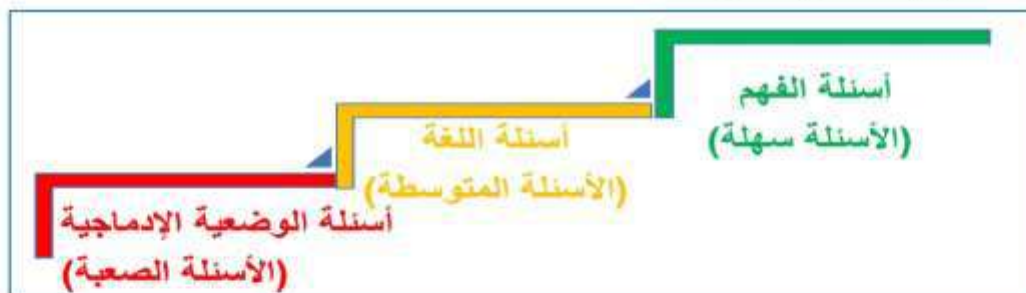 أسئلة الفهم
(الأسئلة سهلة)
أسئلة اللغة
(الأسئلة المتوسطة)
أسئلة الوضعية الإدماجية
(الأسئلة الصعبة)